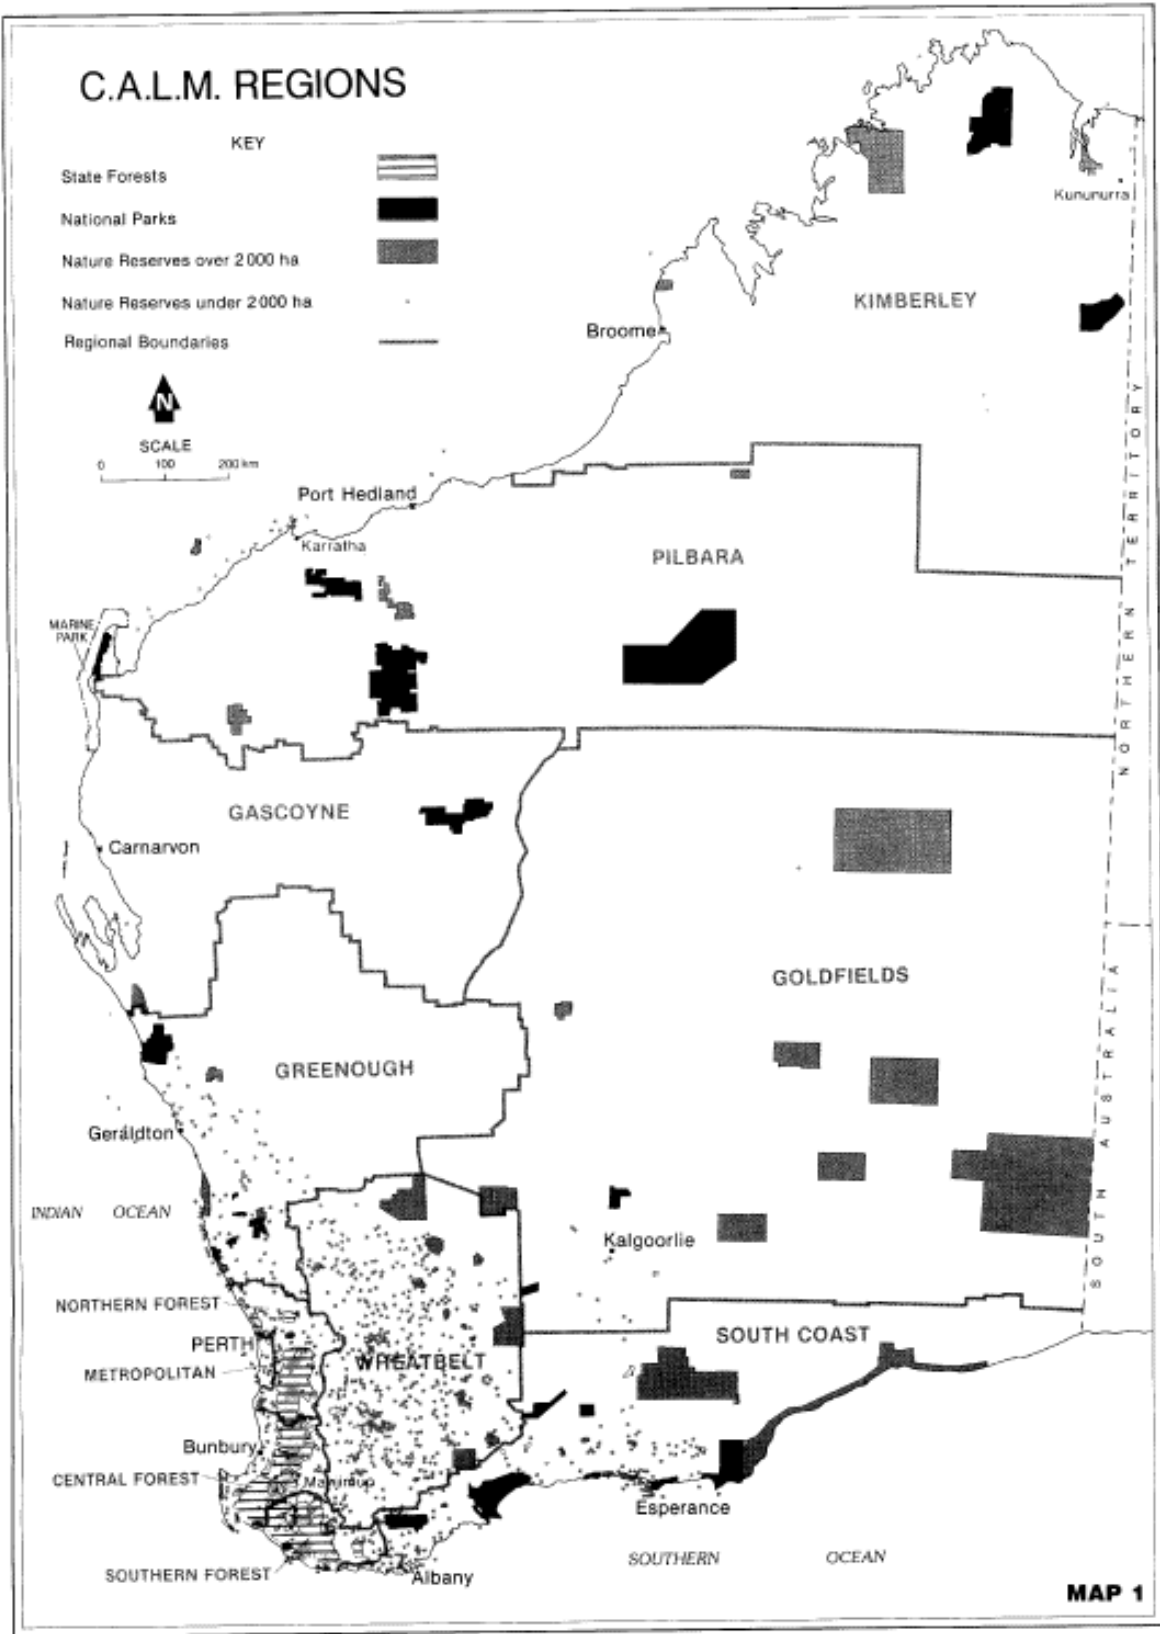 C.A.L.M. REGIONS
KEY
State Forests
National Parks
Nature Reserves over 2000 ha
Nature Reserves under 2000 ha
Regional Boundaries
N
SCALE
0 100 200 km
Kununurra
KIMBERLEY
Broome
Port Hedland
Karratha
PILBARA
MARINE
PARK
NORTHERN TERRITORY
GASCOYNE
Carnarvon
GOLDFIELDS
GREENOUGH
Geraldton
SOUTH AUSTRALIA
INDIAN OCEAN
Kalgoorlie
NORTHERN FOREST
PERTH
SOUTH COAST
METROPOLITAN
WHEATBELT
Bunbury
CENTRAL FOREST
Manjimup
Esperance
SOUTHERN OCEAN
SOUTHERN FOREST
Albany
MAP 1